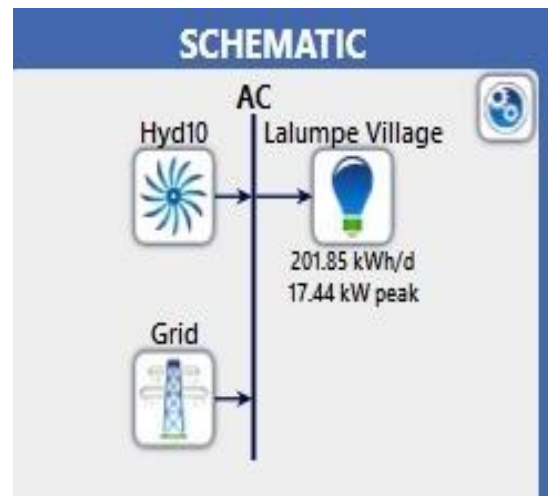 SCHEMATIC
AC
Hyd10
Lalumpe Village
201.85 kWh/d
17.44 kW peak
Grid